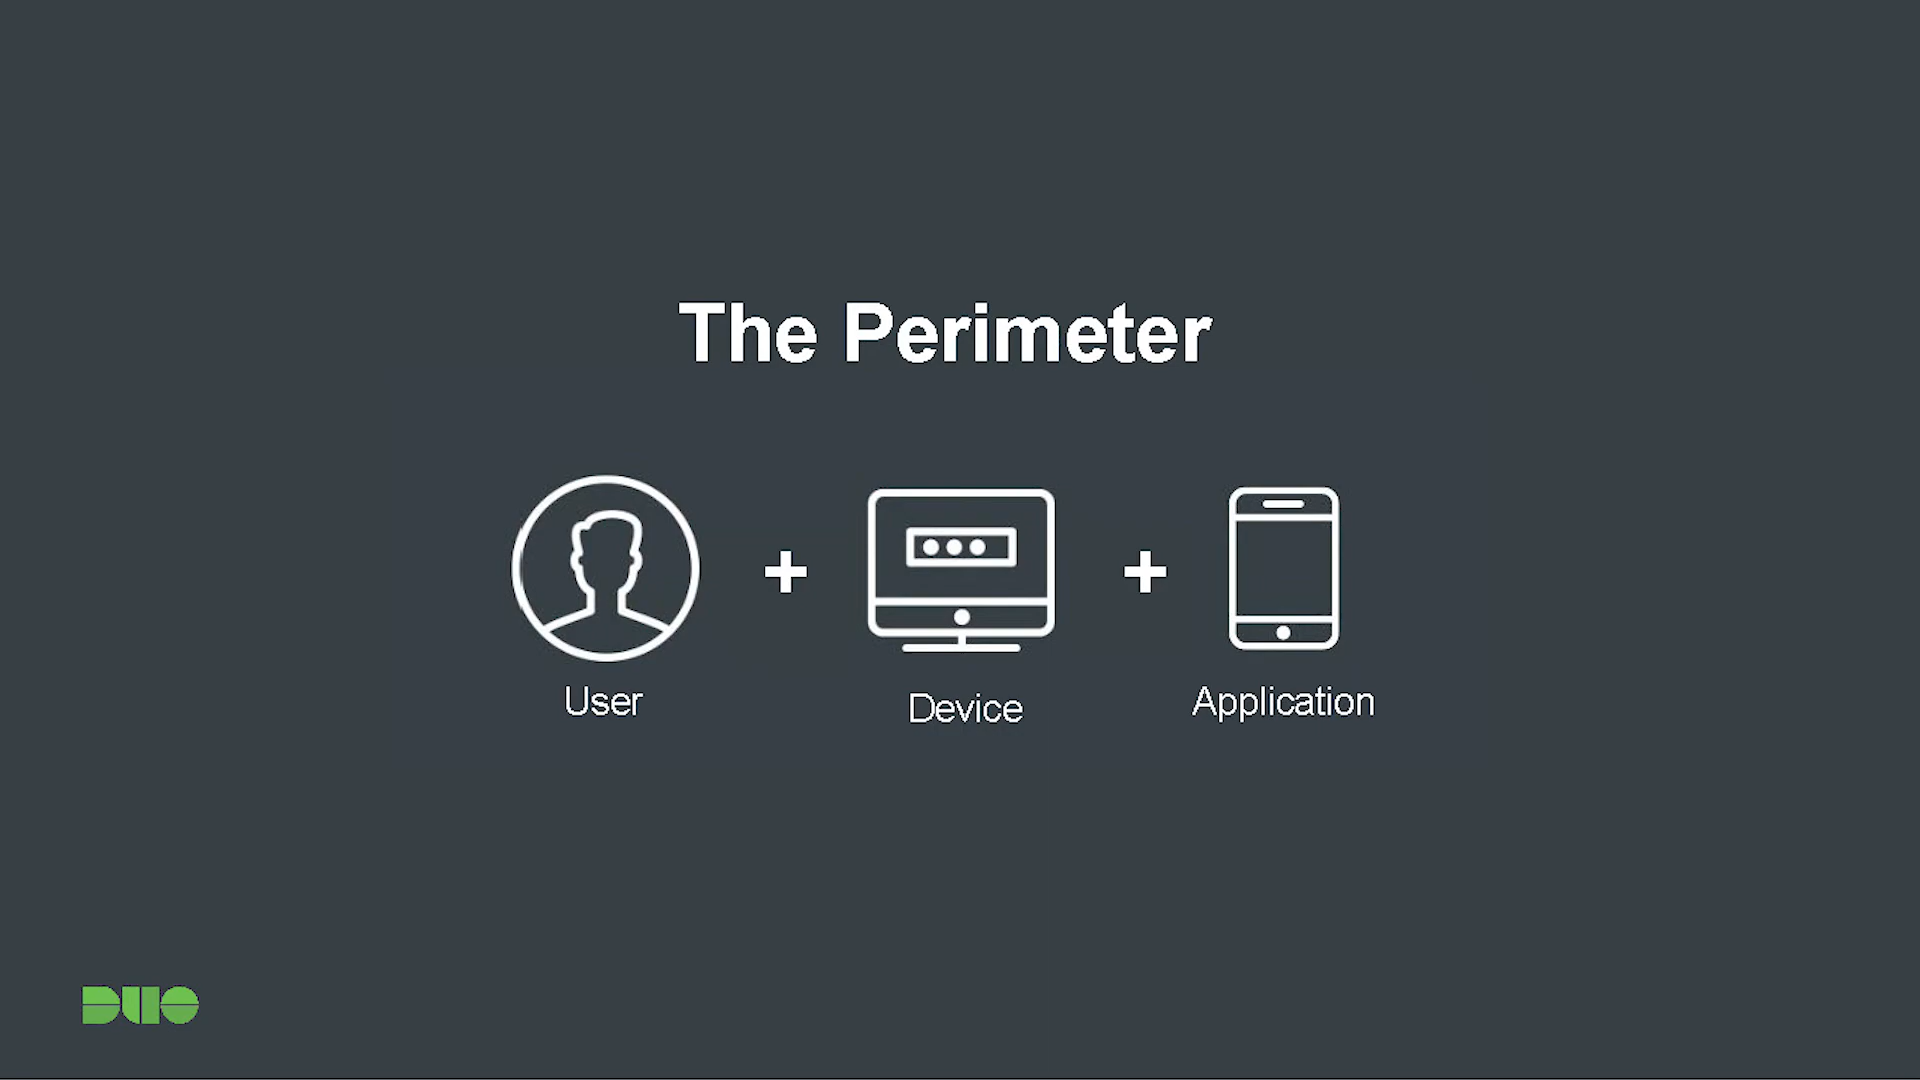 The Perimeter
+ +
User Device Application
DUO